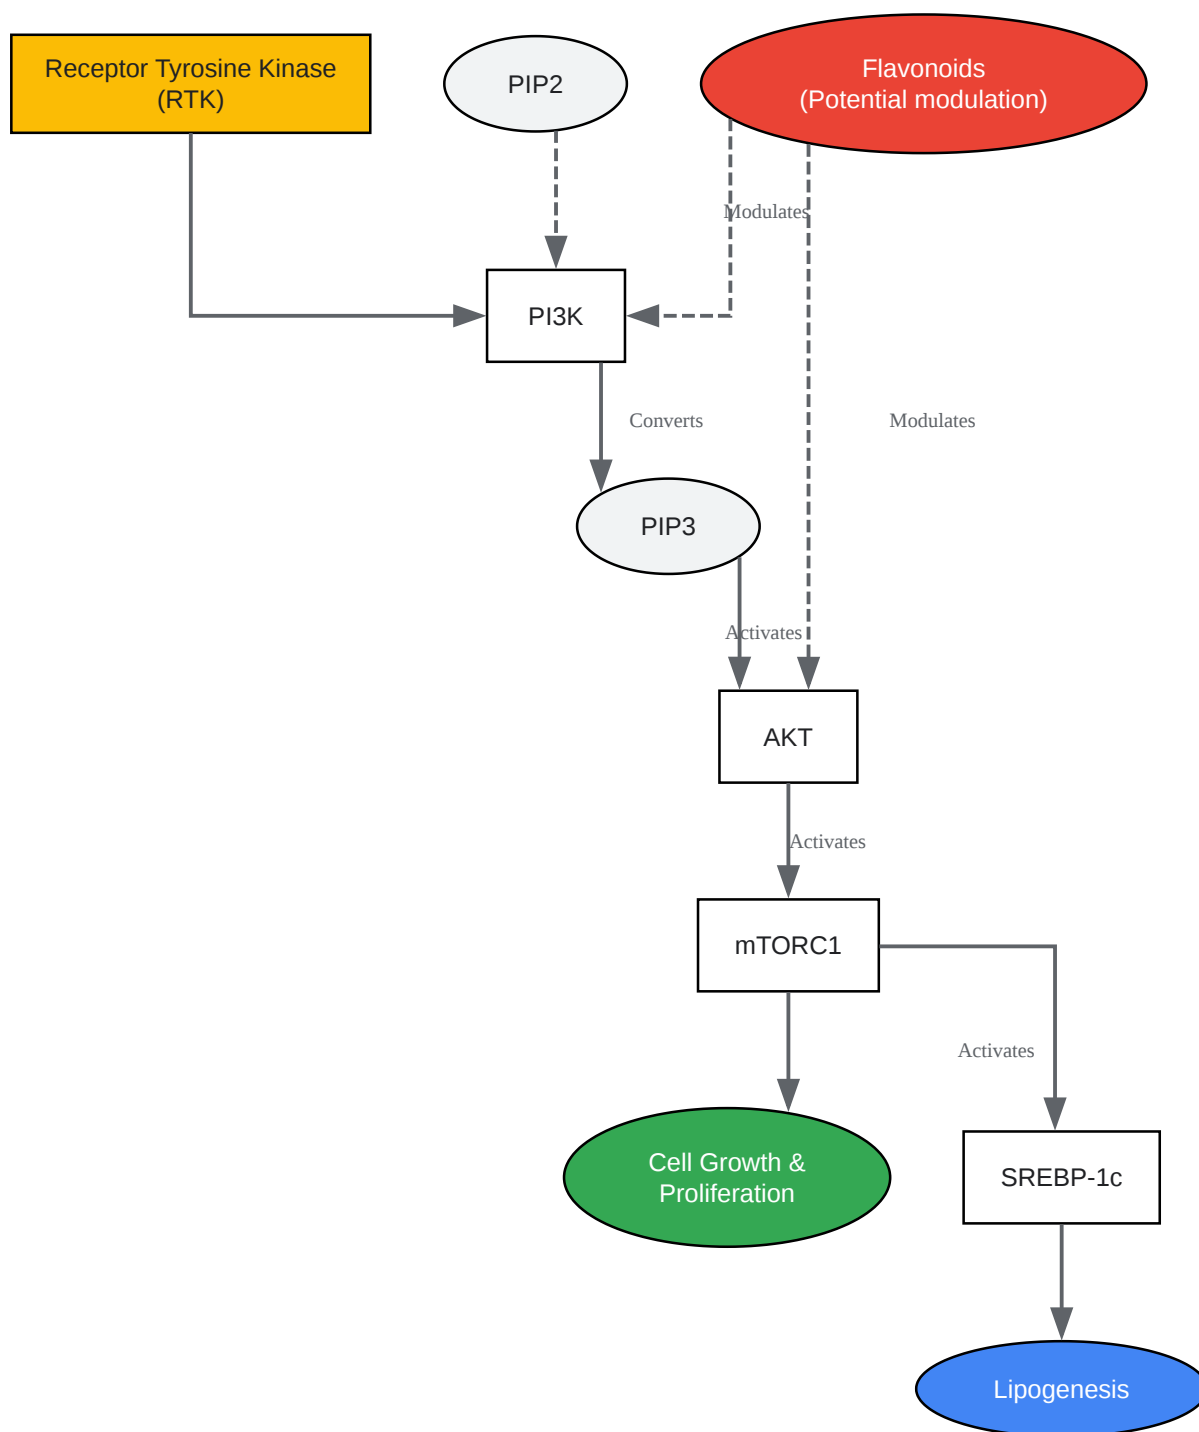 Receptor Tyrosine Kinase
(RTK)
PIP2
Flavonoids
(Potential modulation)
Modulates
PI3K
Converts
Modulates
PIP3
Activates
AKT
Activates
mTORC1
Activates
Cell Growth &
Proliferation
SREBP-1c
Lipogenesis